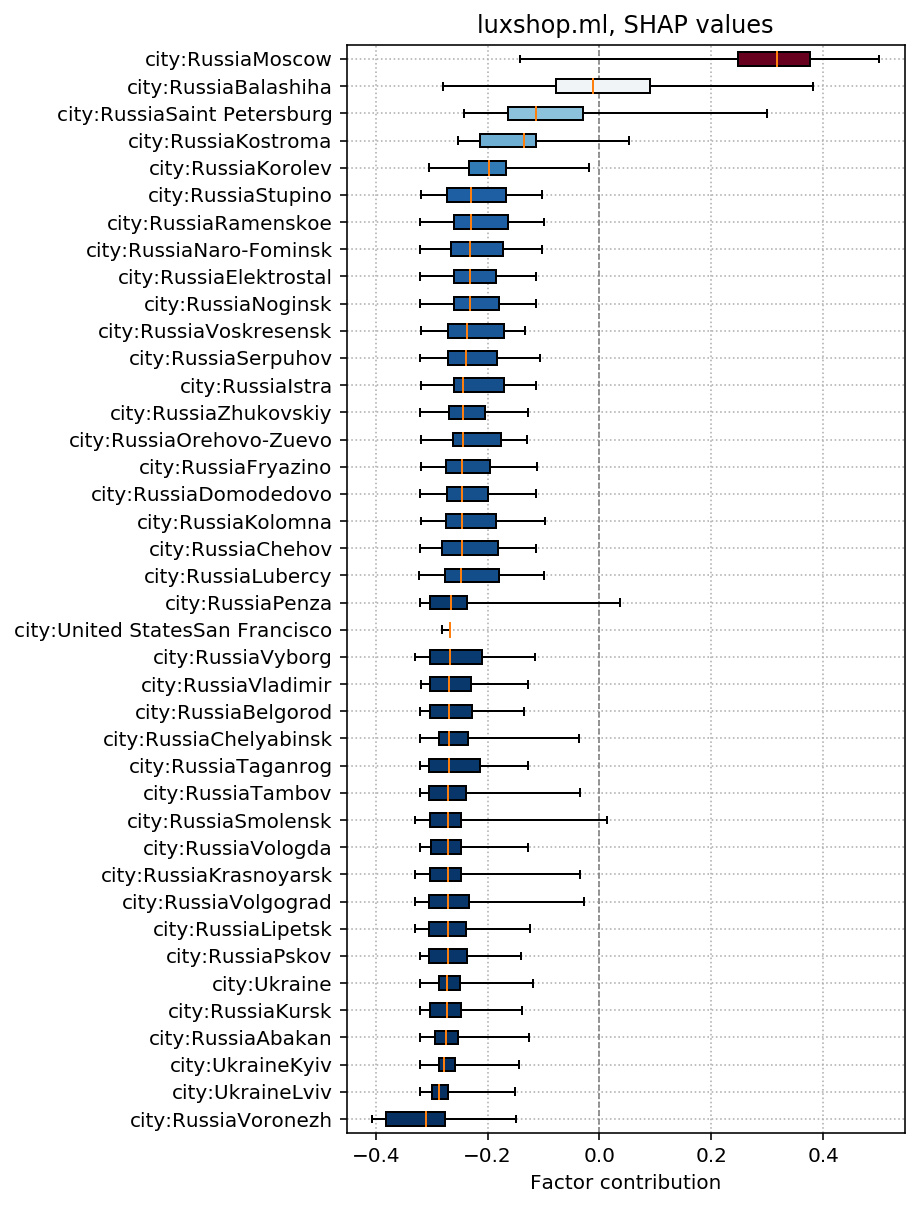 luxshop.ml, SHAP values
city:RussiaMoscow
city:RussiaBalashiha
city:RussiaSaint Petersburg
city:RussiaKostroma
city:RussiaKorolev
city:RussiaStupino
city:RussiaRamenskoe
city:RussiaNaro-Fominsk
city:RussiaElektrostal
city:RussiaNoginsk
city:RussiaVoskresensk
city:RussiaSerpuhov
city:RussiaIstra
city:RussiaZhukovskiy
city:RussiaOrehovo-Zuevo
city:RussiaFryazino
city:RussiaDomodedovo
city:RussiaKolomna
city:RussiaChehov
city:RussiaLubercy
city:RussiaPenza
city:United StatesSan Francisco
city:RussiaVyborg
city:RussiaVladimir
city:RussiaBelgorod
city:RussiaChelyabinsk
city:RussiaTaganrog
city:RussiaTambov
city:RussiaSmolensk
city:RussiaVologda
city:RussiaKrasnoyarsk
city:RussiaVolgograd
city:RussiaLipetsk
city:RussiaPskov
city:Ukraine
city:RussiaKursk
city:RussiaAbakan
city:UkraineKyiv
city:UkraineLviv
city:RussiaVoronezh
−0.4 −0.2 0.0 0.2 0.4
Factor contribution